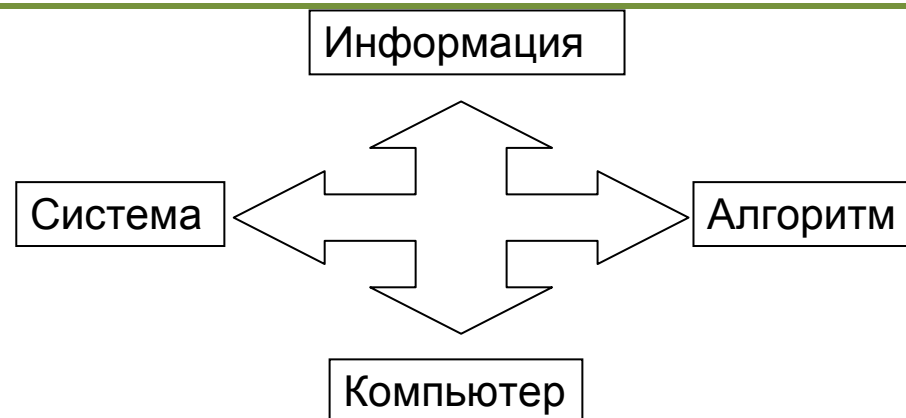 Информация
Система
Алгоритм
Компьютер